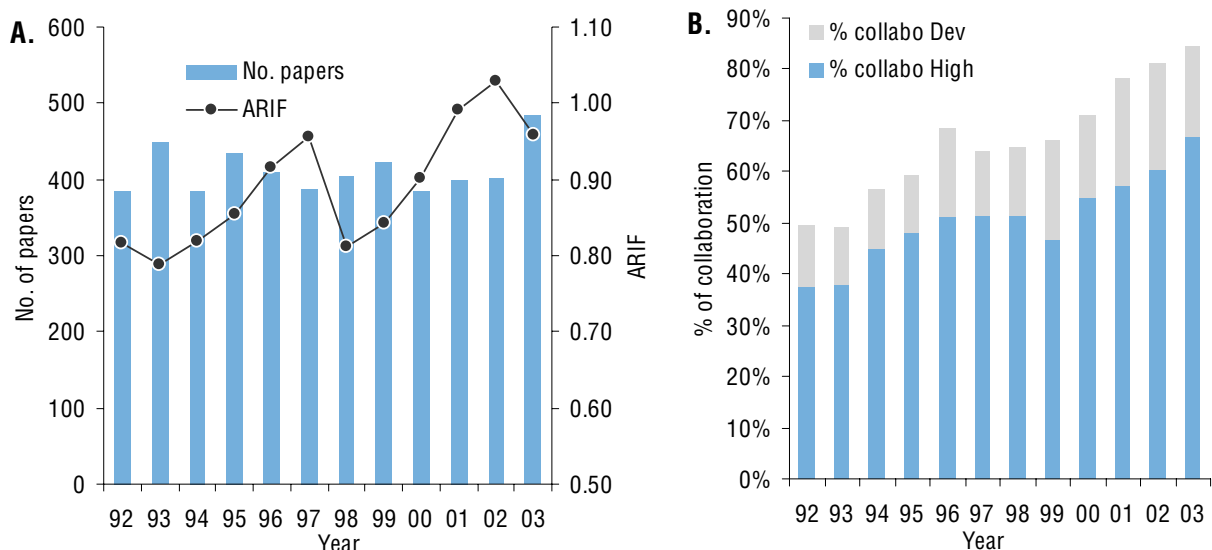 A.
600
500
400
300
200
100
0
No. of papers
No. papers
ARIF
1.10
1.00
0.90
0.80
0.70
0.60
0.50
ARIF
92 93 94 95 96 97 98 99 00 01 02 03
Year
B.
90%
80%
70%
60%
50%
40%
30%
20%
10%
0%
% of collaboration
% collabo Dev
% collabo High
92 93 94 95 96 97 98 99 00 01 02 03
Year